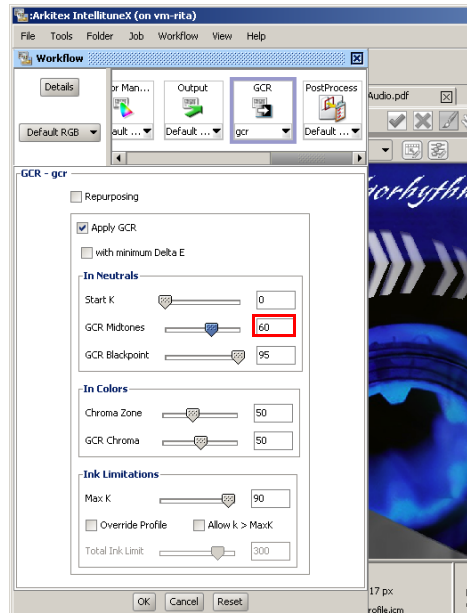 :Arkitex IntellituneX (on vm-rita)
File Tools Folder Job Workflow View Help
Workflow
Details
or Man... Output GCR PostProcess
Default RGB
ault ... Default ... gcr Default ...
Audio.pdf
GCR - gcr
Repurposing
Apply GCR
with minimum Delta E
In Neutrals
Start K 0
GCR Midtones 60
GCR Blackpoint 95
In Colors
Chroma Zone 50
GCR Chroma 50
Ink Limitations
Max K 90
Override Profile Allow k > MaxK
Total Ink Limit 300
OK Cancel Reset
17 px
rofile.icm